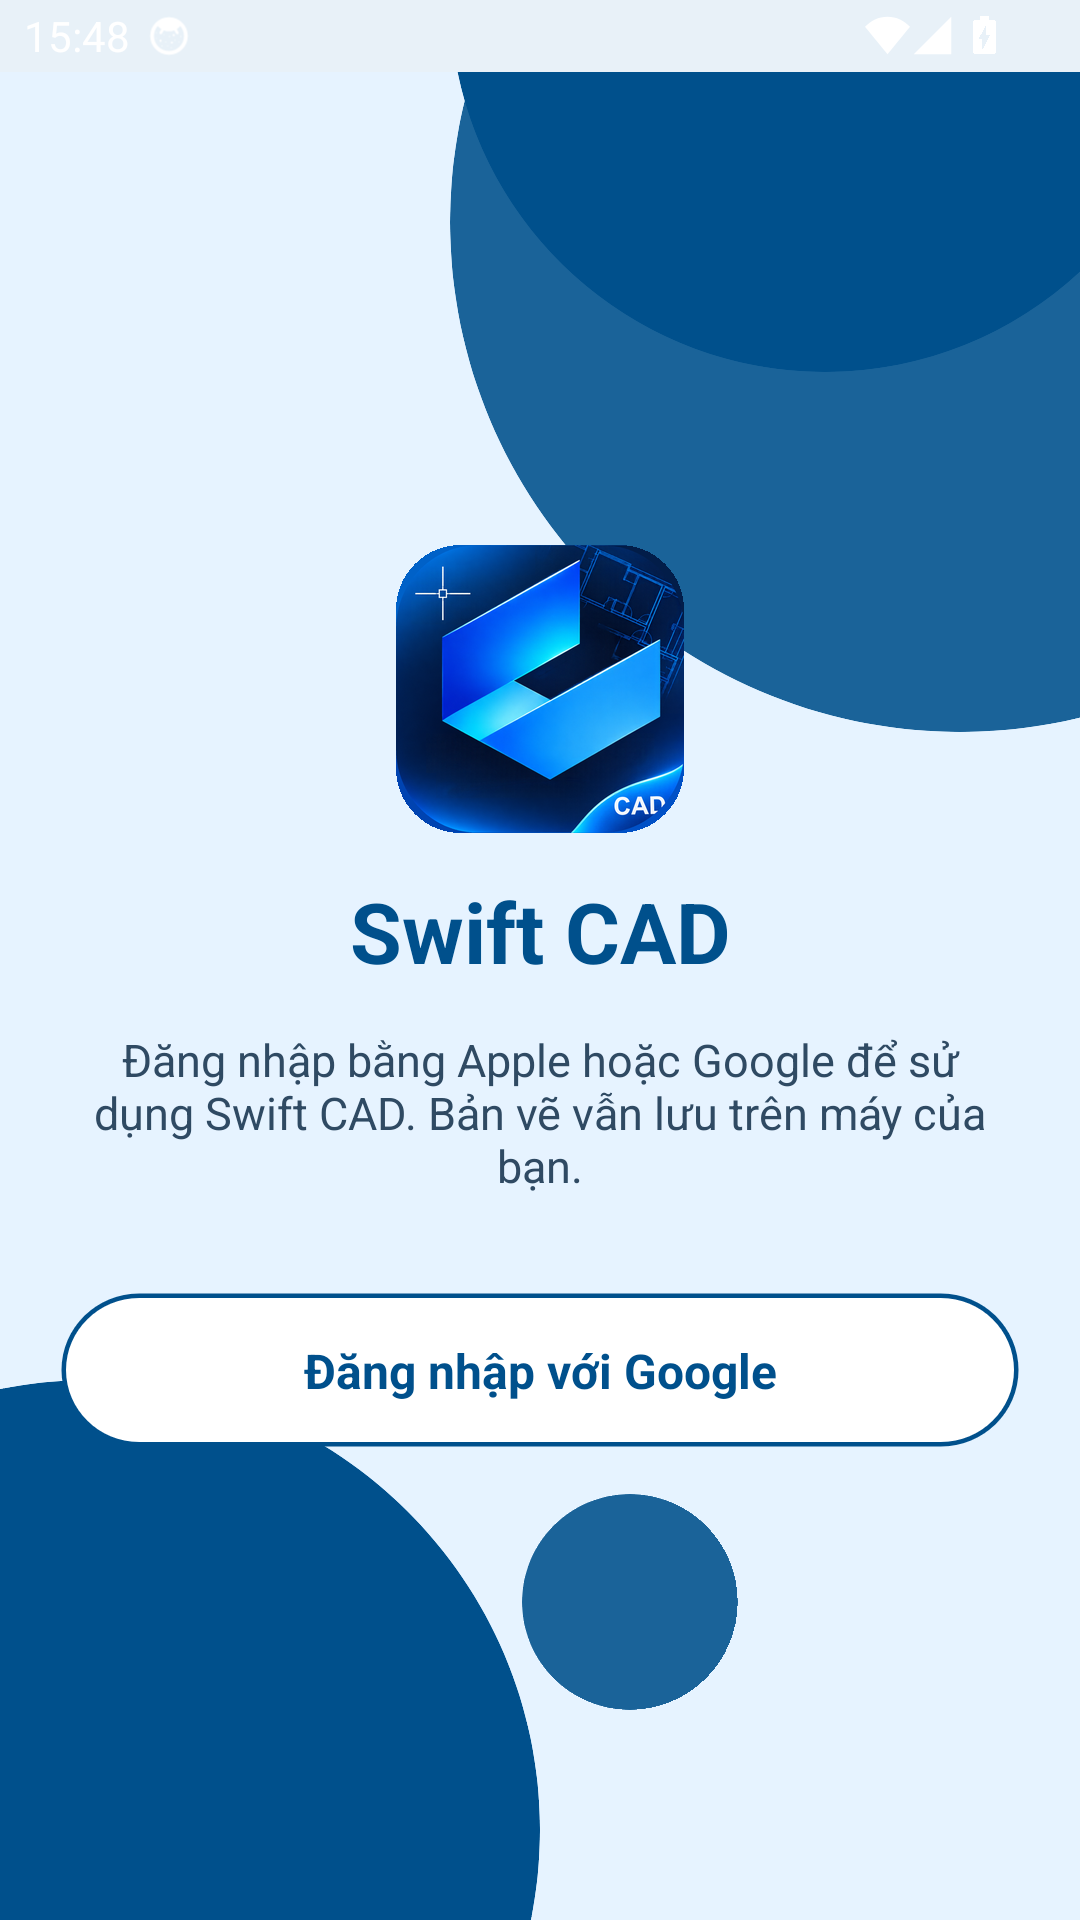 15:48
CAD
Swift CAD
Đăng nhập bằng Apple hoặc Google để sử
dụng Swift CAD. Bản vẽ vẫn lưu trên máy của
bạn.
Đăng nhập với Google